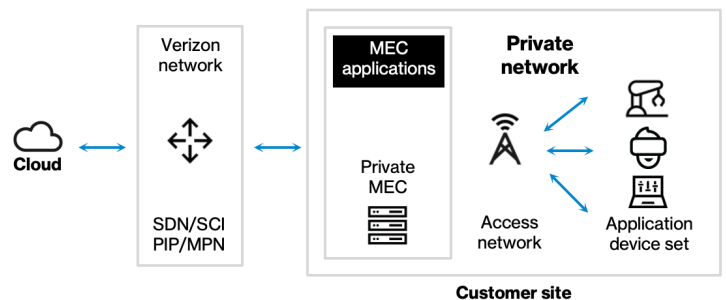 Cloud
Verizon
network
SDN/SCI
PIP/MPN
MEC
applications
Private
MEC
Private
network
Access
network
Application
device set
Customer site